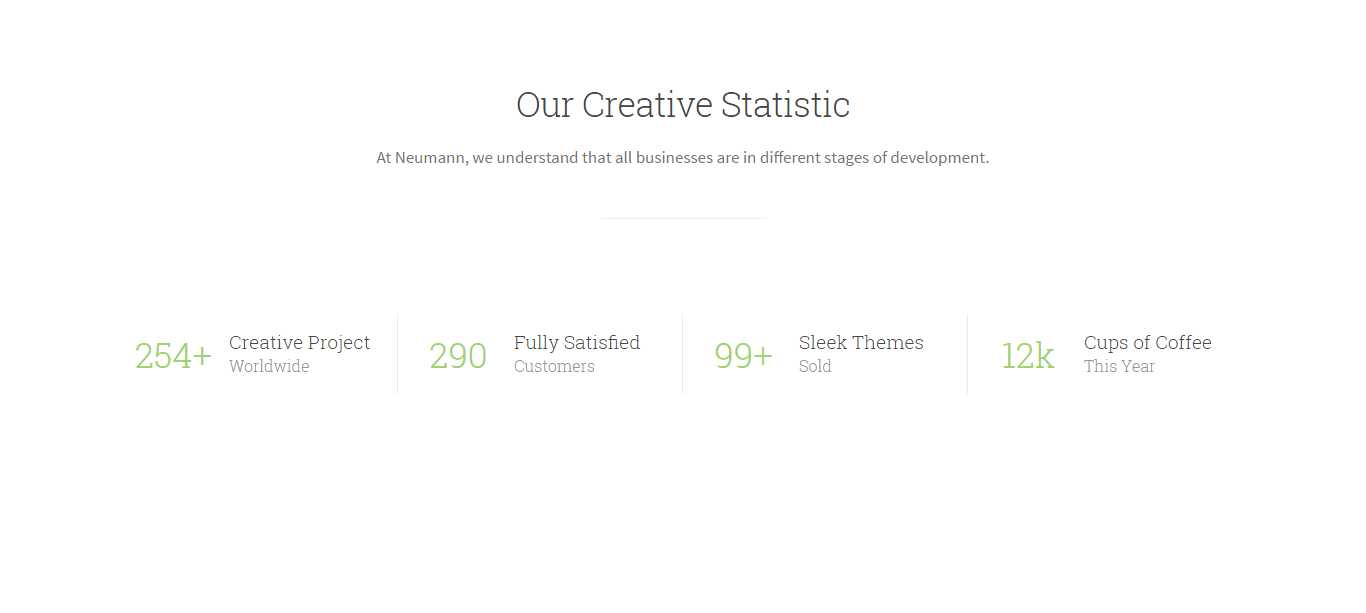 Our Creative Statistic
At Neumann, we understand that all businesses are in different stages of development.
254+
Creative Project
Worldwide
290
Fully Satisfied
Customers
99+
Sleek Themes
Sold
12k
Cups of Coffee
This Year